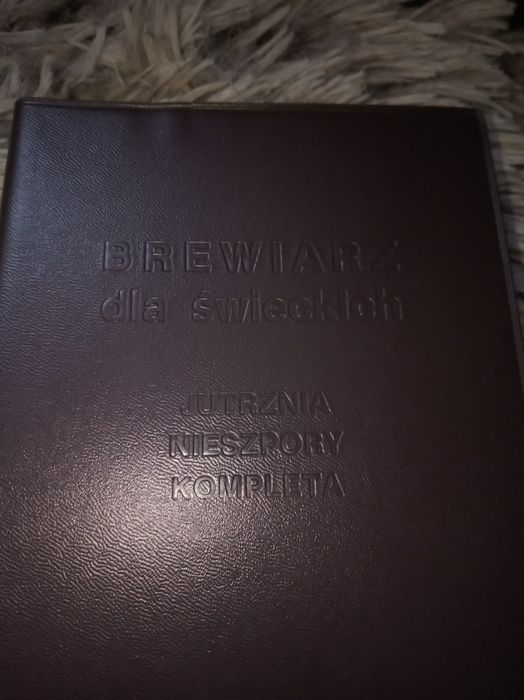 BREWIARZ
dla świeckich
JUTRZNIA
NIESZPORY
KOMPLETA